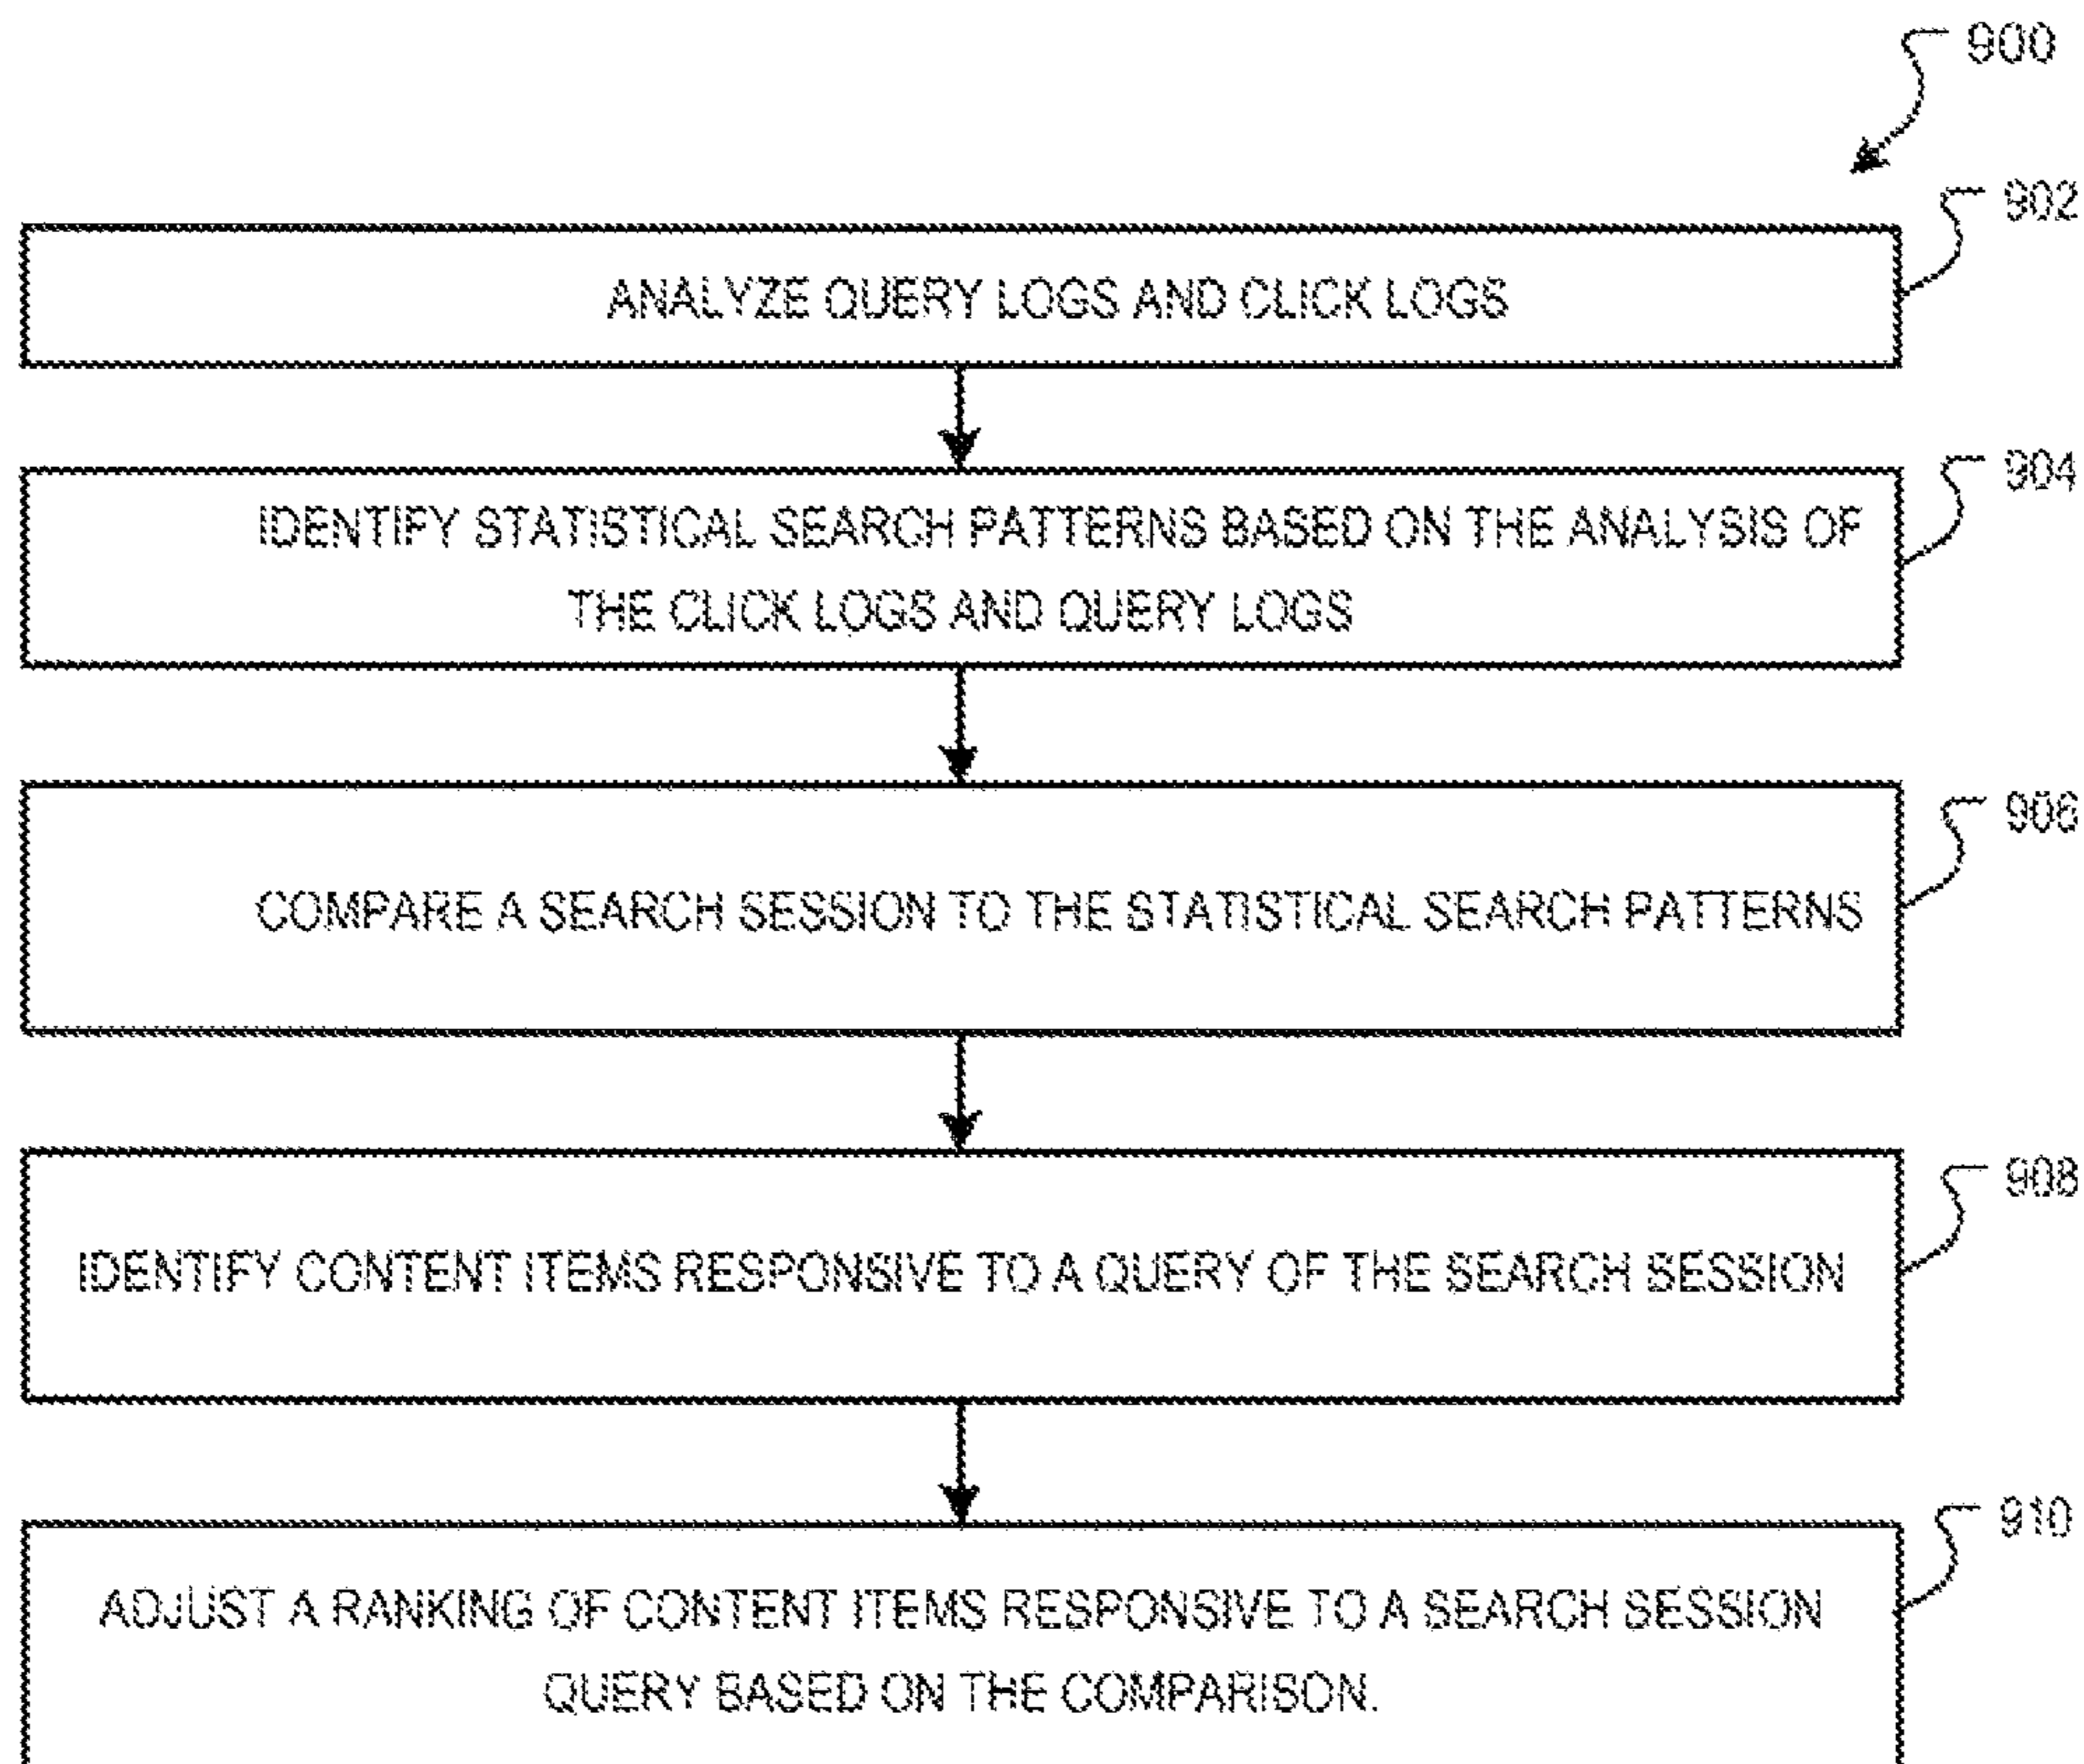 900
902
ANALYZE QUERY LOGS AND CLICK LOGS
904
IDENTIFY STATISTICAL SEARCH PATTERNS BASED ON THE ANALYSIS OF
THE CLICK LOGS AND QUERY LOGS
906
COMPARE A SEARCH SESSION TO THE STATISTICAL SEARCH PATTERNS
908
IDENTIFY CONTENT ITEMS RESPONSIVE TO A QUERY OF THE SEARCH SESSION
910
ADJUST A RANKING OF CONTENT ITEMS RESPONSIVE TO A SEARCH SESSION
QUERY BASED ON THE COMPARISON.